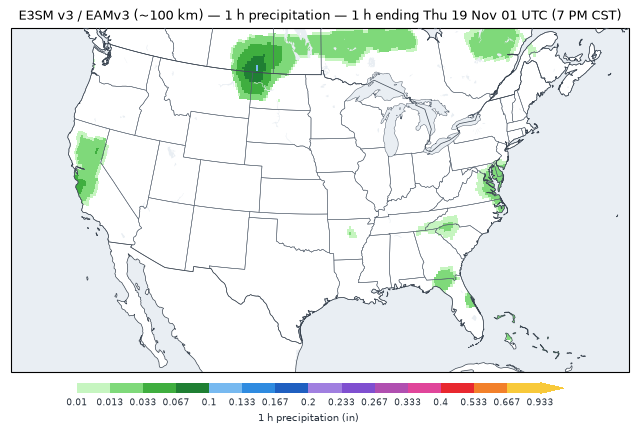 E3SM v3 / EAMv3 (~100 km) — 1 h precipitation — 1 h ending Thu 19 Nov 01 UTC (7 PM CST)
0.01 0.013 0.033 0.067 0.1 0.133 0.167 0.2 0.233 0.267 0.333 0.4 0.533 0.667 0.933
1 h precipitation (in)